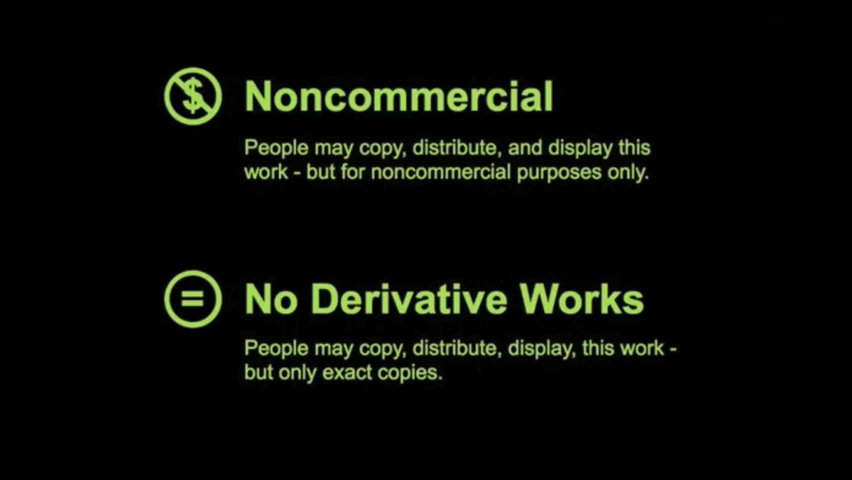 Noncommercial
People may copy, distribute, and display this
work - but for noncommercial purposes only.
No Derivative Works
People may copy, distribute, display, this work -
but only exact copies.